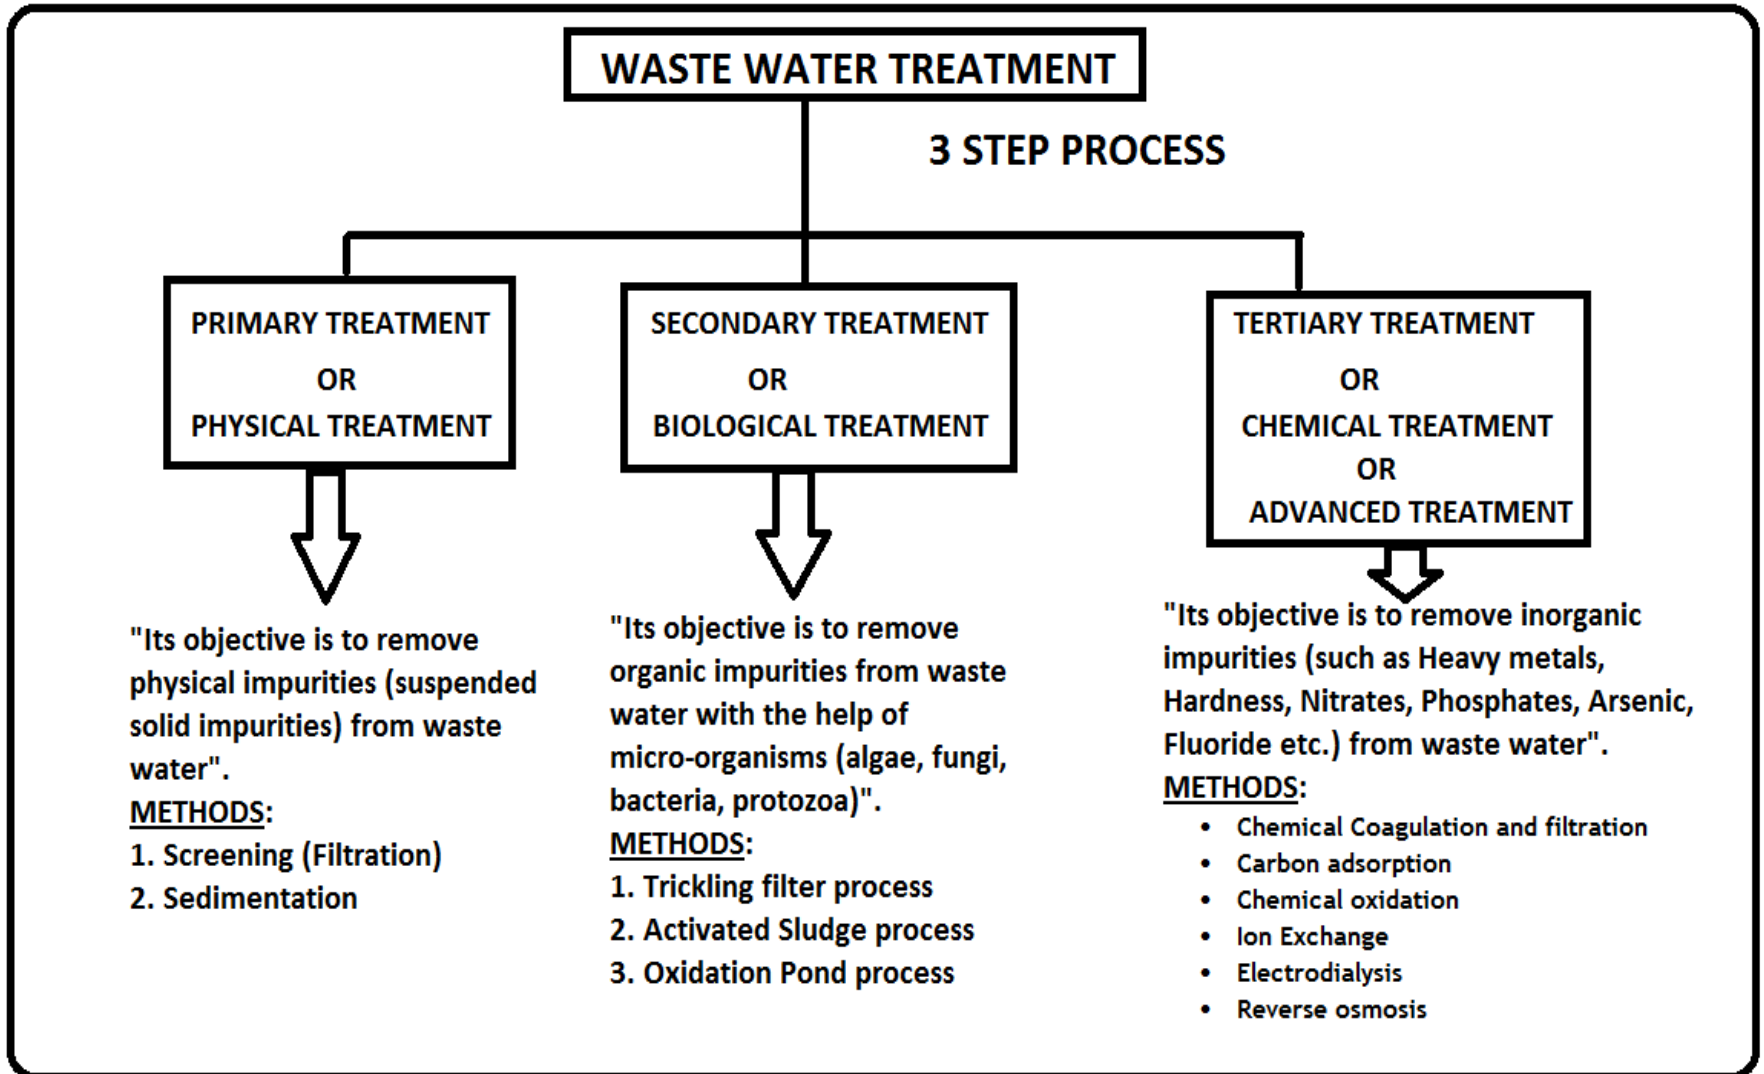 WASTE WATER TREATMENT
3 STEP PROCESS
PRIMARY TREATMENT
OR
PHYSICAL TREATMENT
"Its objective is to remove
physical impurities (suspended
solid impurities) from waste
water".
METHODS:
1. Screening (Filtration)
2. Sedimentation
SECONDARY TREATMENT
OR
BIOLOGICAL TREATMENT
"Its objective is to remove
organic impurities from waste
water with the help of
micro-organisms (algae, fungi,
bacteria, protozoa)".
METHODS:
1. Trickling filter process
2. Activated Sludge process
3. Oxidation Pond process
TERTIARY TREATMENT
OR
CHEMICAL TREATMENT
OR
ADVANCED TREATMENT
"Its objective is to remove inorganic
impurities (such as Heavy metals,
Hardness, Nitrates, Phosphates, Arsenic,
Fluoride etc.) from waste water".
METHODS:
• Chemical Coagulation and filtration
• Carbon adsorption
• Chemical oxidation
• Ion Exchange
• Electrodialysis
• Reverse osmosis